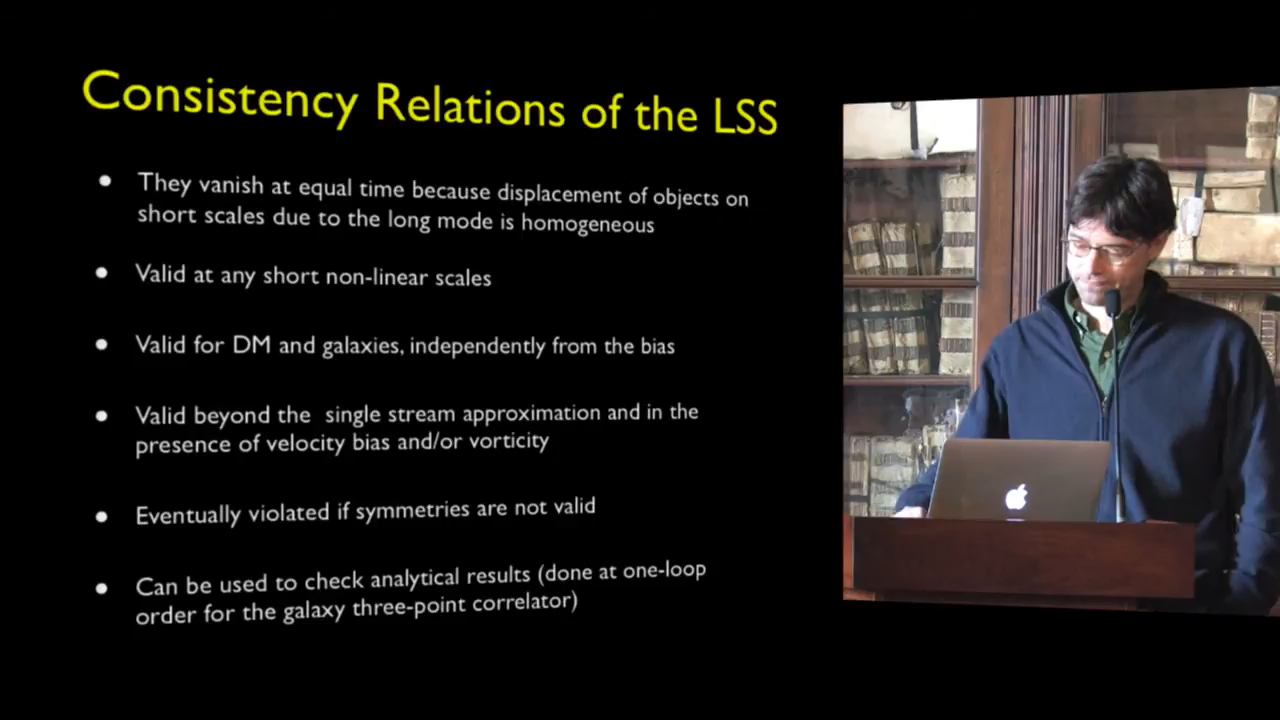 Consistency Relations of the LSS
• They vanish at equal time because displacement of objects on
short scales due to the long mode is homogeneous
• Valid at any short non-linear scales
• Valid for DM and galaxies, independently from the bias
• Valid beyond the single stream approximation and in the
presence of velocity bias and/or vorticity
• Eventually violated if symmetries are not valid
• Can be used to check analytical results (done at one-loop
order for the galaxy three-point correlator)